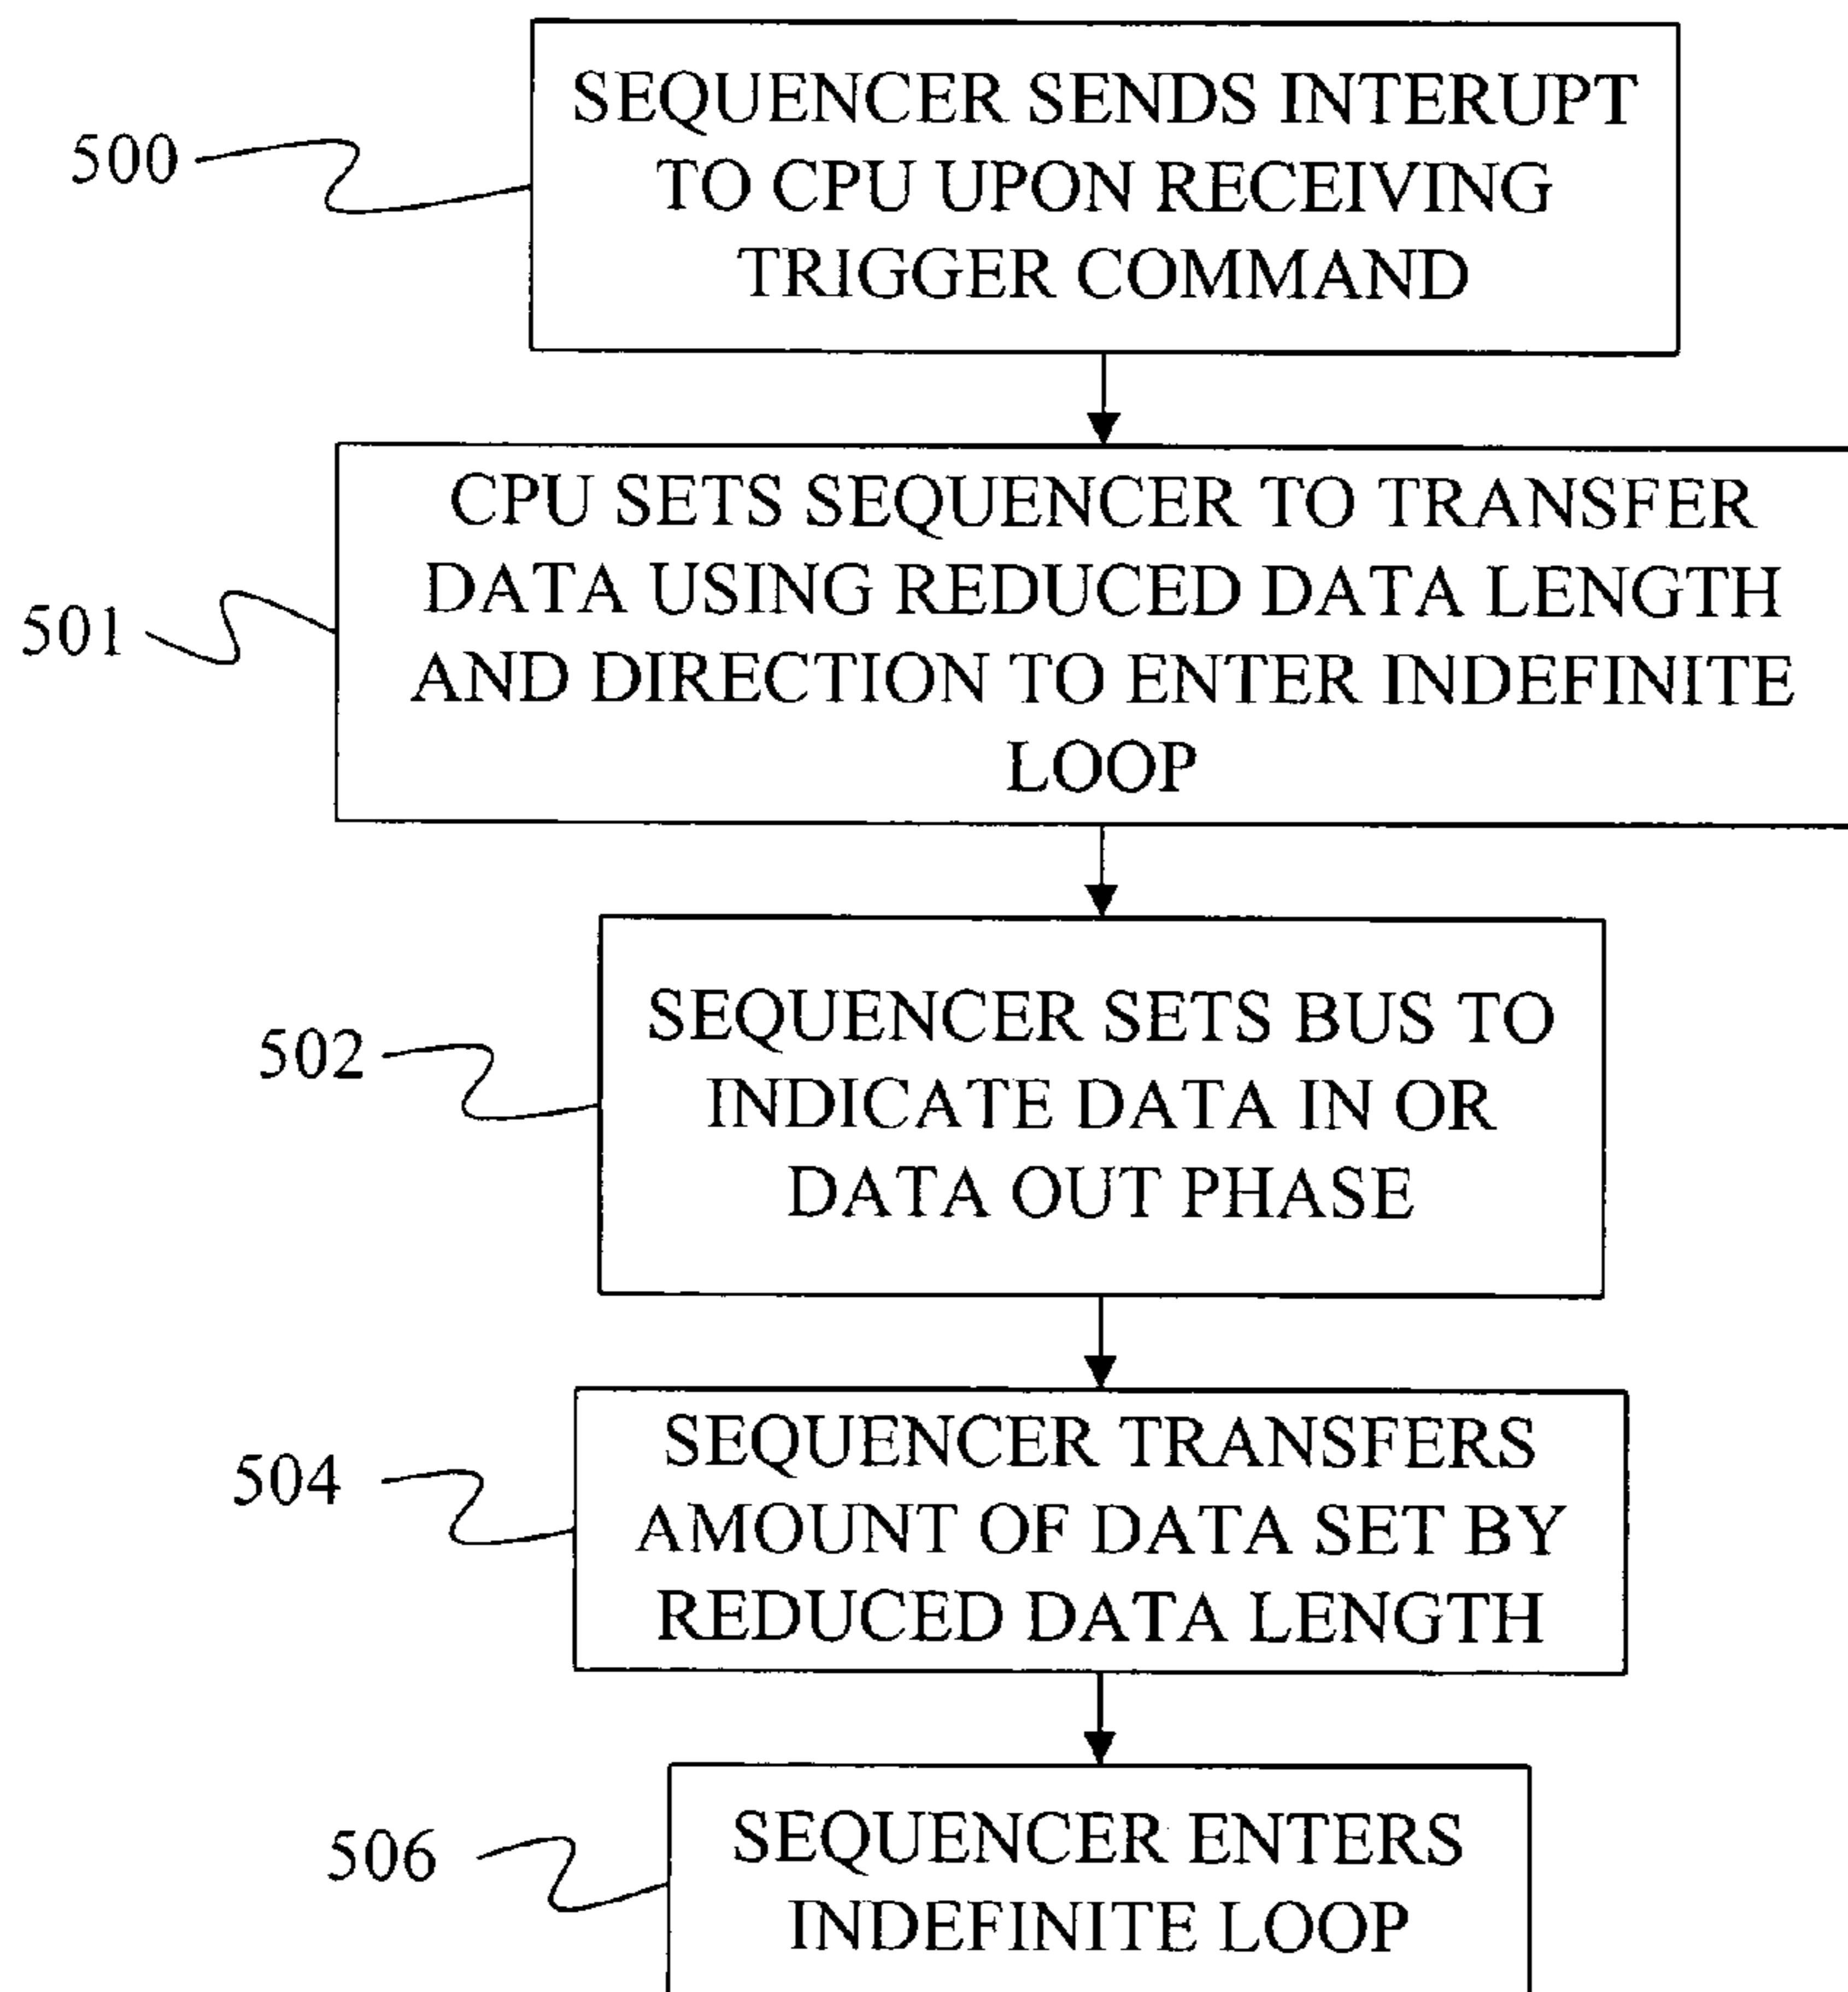 500
SEQUENCER SENDS INTERUPT
TO CPU UPON RECEIVING
TRIGGER COMMAND
501
CPU SETS SEQUENCER TO TRANSFER
DATA USING REDUCED DATA LENGTH
AND DIRECTION TO ENTER INDEFINITE
LOOP
502
SEQUENCER SETS BUS TO
INDICATE DATA IN OR
DATA OUT PHASE
504
SEQUENCER TRANSFERS
AMOUNT OF DATA SET BY
REDUCED DATA LENGTH
506
SEQUENCER ENTERS
INDEFINITE LOOP